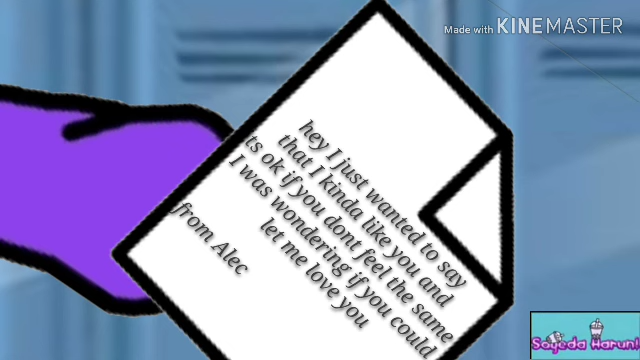 Made with KINEMASTER
hey I just wanted to say
that I kinda like you and
ts ok if you dont feel the same
I was wondering if you could
let me love you
from Alec
Sayeda Harun!